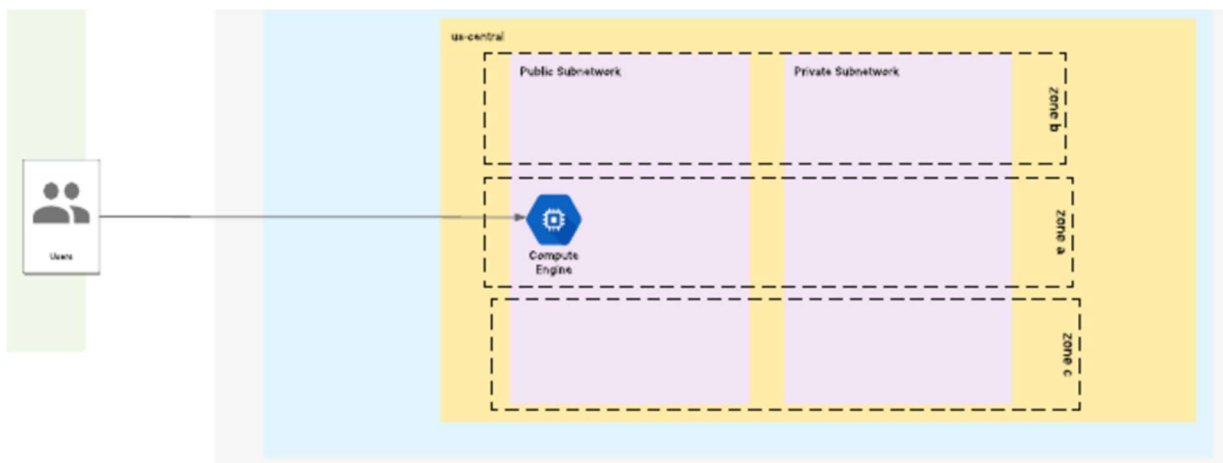 us-central
Public Subnetwork
Private Subnetwork
zone b
Users
Compute
Engine
zone a
zone c